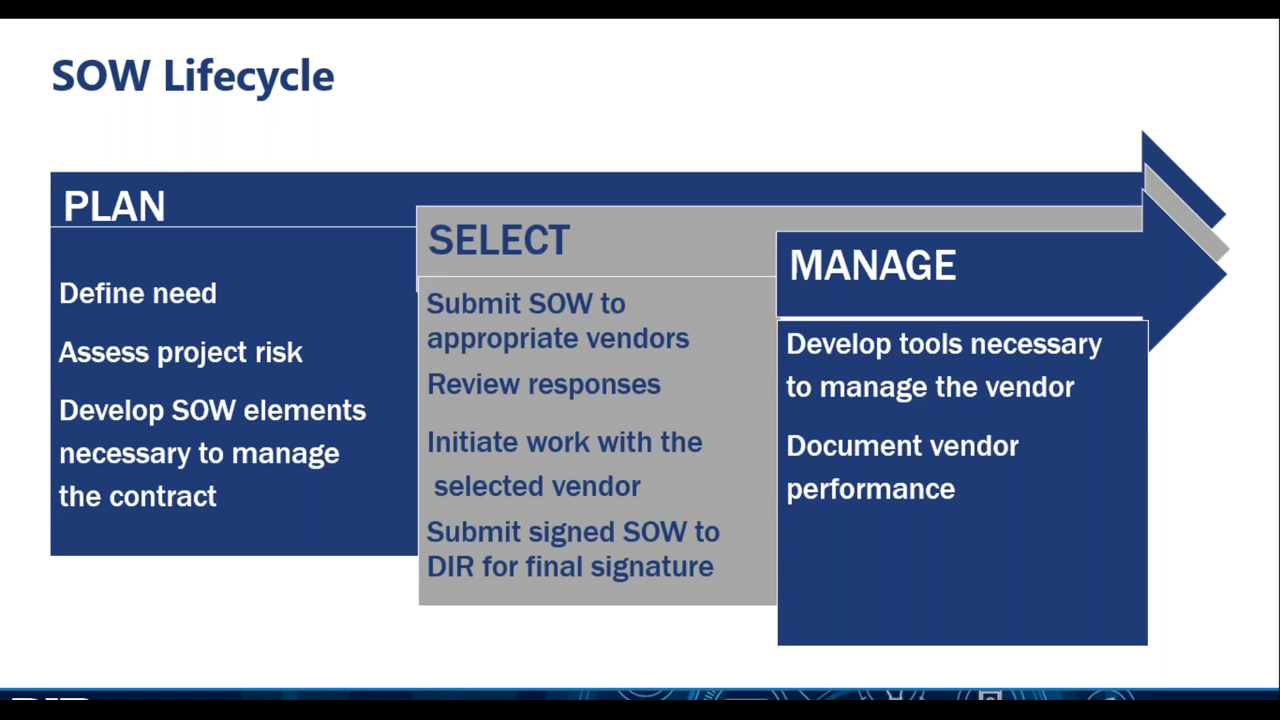 SOW Lifecycle
PLAN
Define need
Assess project risk
Develop SOW elements
necessary to manage
the contract
SELECT
Submit SOW to
appropriate vendors
Review responses
Initiate work with the
selected vendor
Submit signed SOW to
DIR for final signature
MANAGE
Develop tools necessary
to manage the vendor
Document vendor
performance